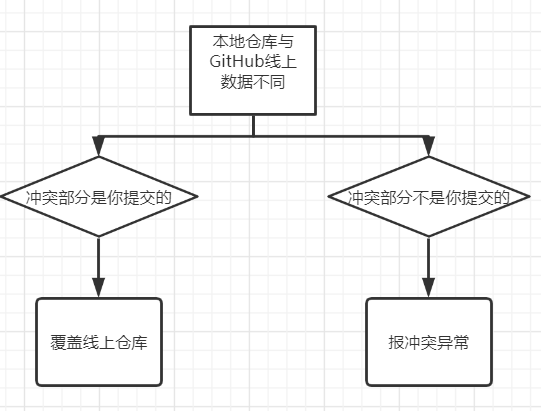 本地仓库与
GitHub线上
数据不同
冲突部分是你提交的
冲突部分不是你提交的
覆盖线上仓库
报冲突异常